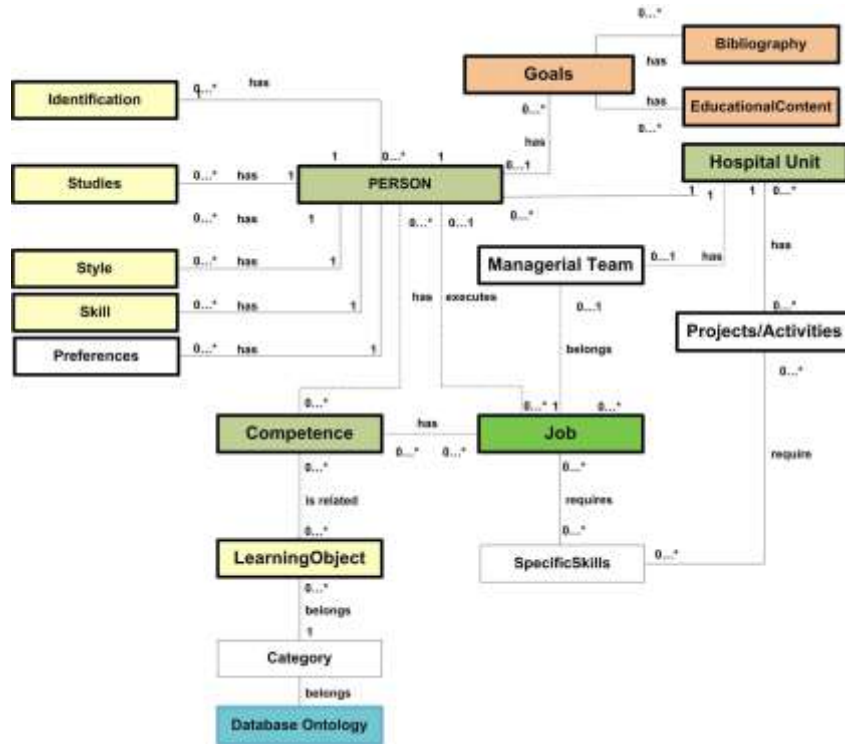 0...*
Bibliography
has
Goals
Identification
0...*
has
has
EducationalContent
0...*
0...*
has
Hospital Unit
1
0...*
1
0...1
Studies
0...*
has
1
PERSON
1
1
1
0...*
0...*
has
1
0...*
0...1
0...*
Managerial Team
0...1
has
has
Style
0...*
has
1
has
executes
Skill
0...*
has
1
0...1
0...*
Projects/Activities
Preferences
0...*
has
1
belongs
0...*
0...*
0...*
1
0...*
Competence
has
Job
0...*
0...*
0...*
0...*
require
is related
requires
0...*
0...*
LearningObject
SpecificSkills
0...*
0...*
belongs
1
Category
belongs
Database Ontology